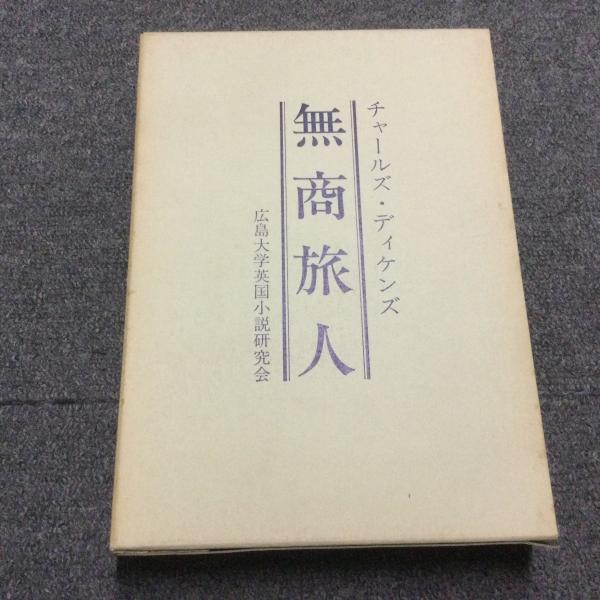 チャールズ・ディケンズ
無商旅人
広島大学英国小説研究会